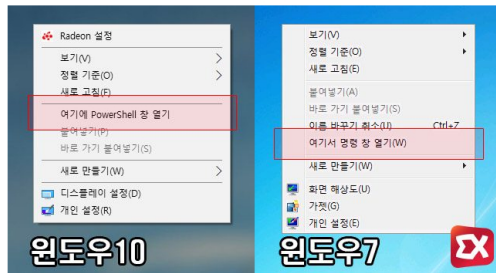 Radeon 설정
보기(V)
정렬 기준(O)
새로 고침(F)
여기에 PowerShell 창 열기
붙여넣기(P)
바로 가기 붙여넣기(S)
새로 만들기(W)
디스플레이 설정(D)
개인 설정(R)
윈도우10
보기(V)
정렬 기준(O)
새로 고침(E)
붙여넣기(A)
바로 가기 붙여넣기(S)
이름 바꾸기 취소(U) Ctrl+Z
여기서 명령 창 열기(W)
새로 만들기(W)
화면 해상도(U)
가젯(G)
개인 설정(E)
윈도우7